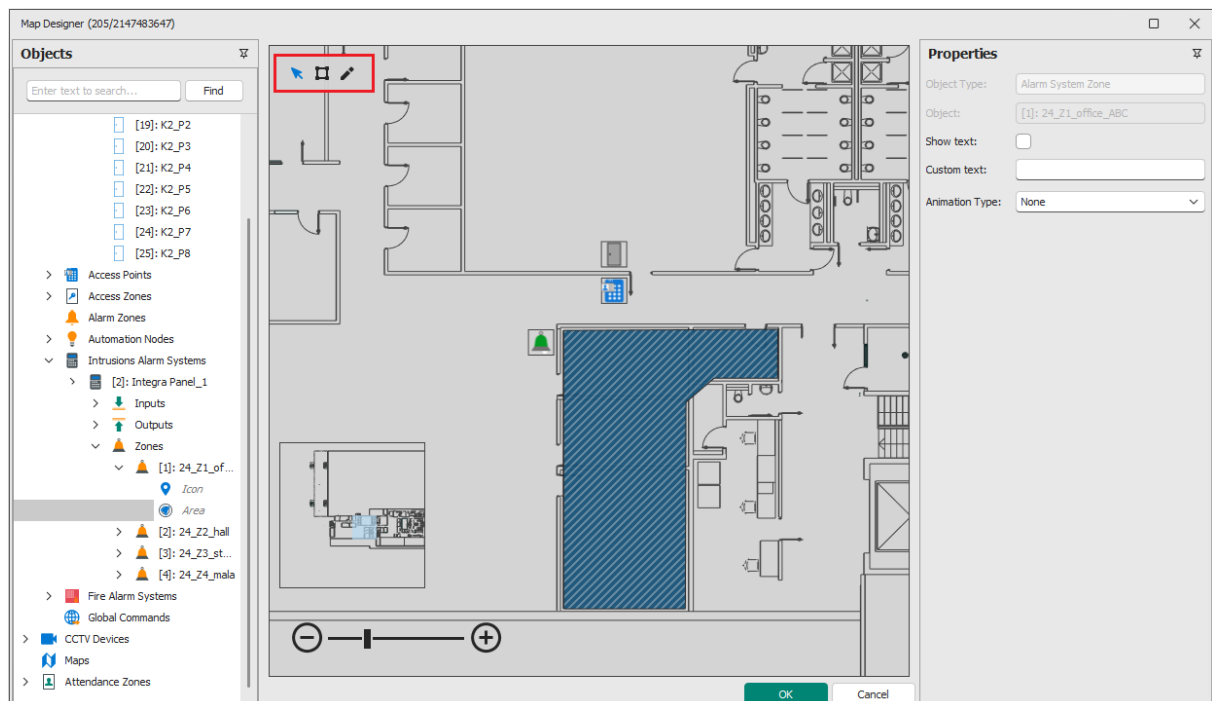 Map Designer (205/2147483647)
Objects
Enter text to search...
Find
[19]: K2_P2
[20]: K2_P3
[21]: K2_P4
[22]: K2_P5
[23]: K2_P6
[24]: K2_P7
[25]: K2_P8
Access Points
Access Zones
Alarm Zones
Automation Nodes
Intrusions Alarm Systems
[2]: Integra Panel_1
Inputs
Outputs
Zones
[1]: 24_Z1_of...
Icon
Area
[2]: 24_Z2_hall
[3]: 24_Z3_st...
[4]: 24_Z4_mala
Fire Alarm Systems
Global Commands
CCTV Devices
Maps
Attendance Zones
OK
Cancel
Properties
Object Type:
Alarm System Zone
Object:
[1]: 24_Z1_office_ABC
Show text:
Custom text:
Animation Type:
None